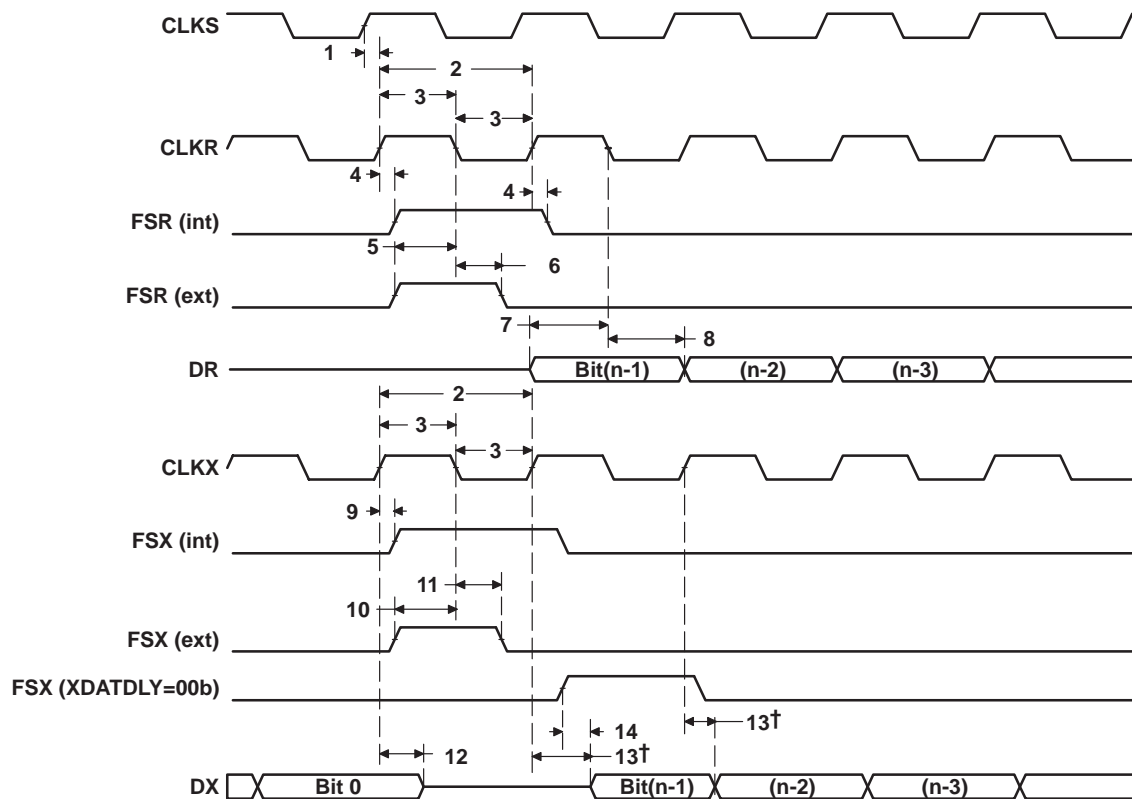 CLKS
1
2
3
3
CLKR
4
4
FSR (int)
5
6
FSR (ext)
7
8
DR
Bit(n-1) (n-2) (n-3)
2
3
3
CLKX
9
FSX (int)
11
10
FSX (ext)
FSX (XDATDLY=00b)
14
13†
12
13†
DX
Bit 0 Bit(n-1) (n-2) (n-3)